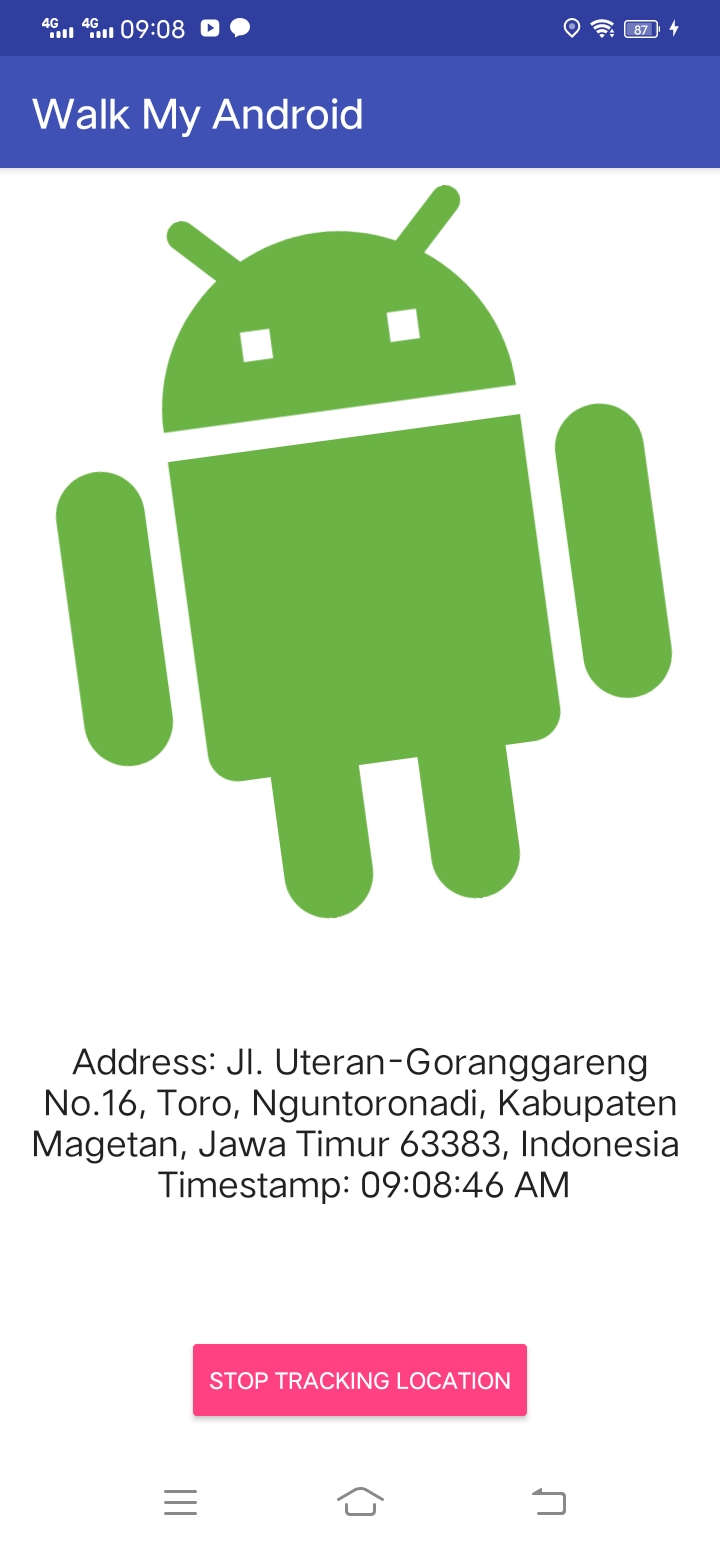 4G 4G 09:08 87
Walk My Android
Address: Jl. Uteran-Goranggareng
No.16, Toro, Nguntoronadi, Kabupaten
Magetan, Jawa Timur 63383, Indonesia
Timestamp: 09:08:46 AM
STOP TRACKING LOCATION